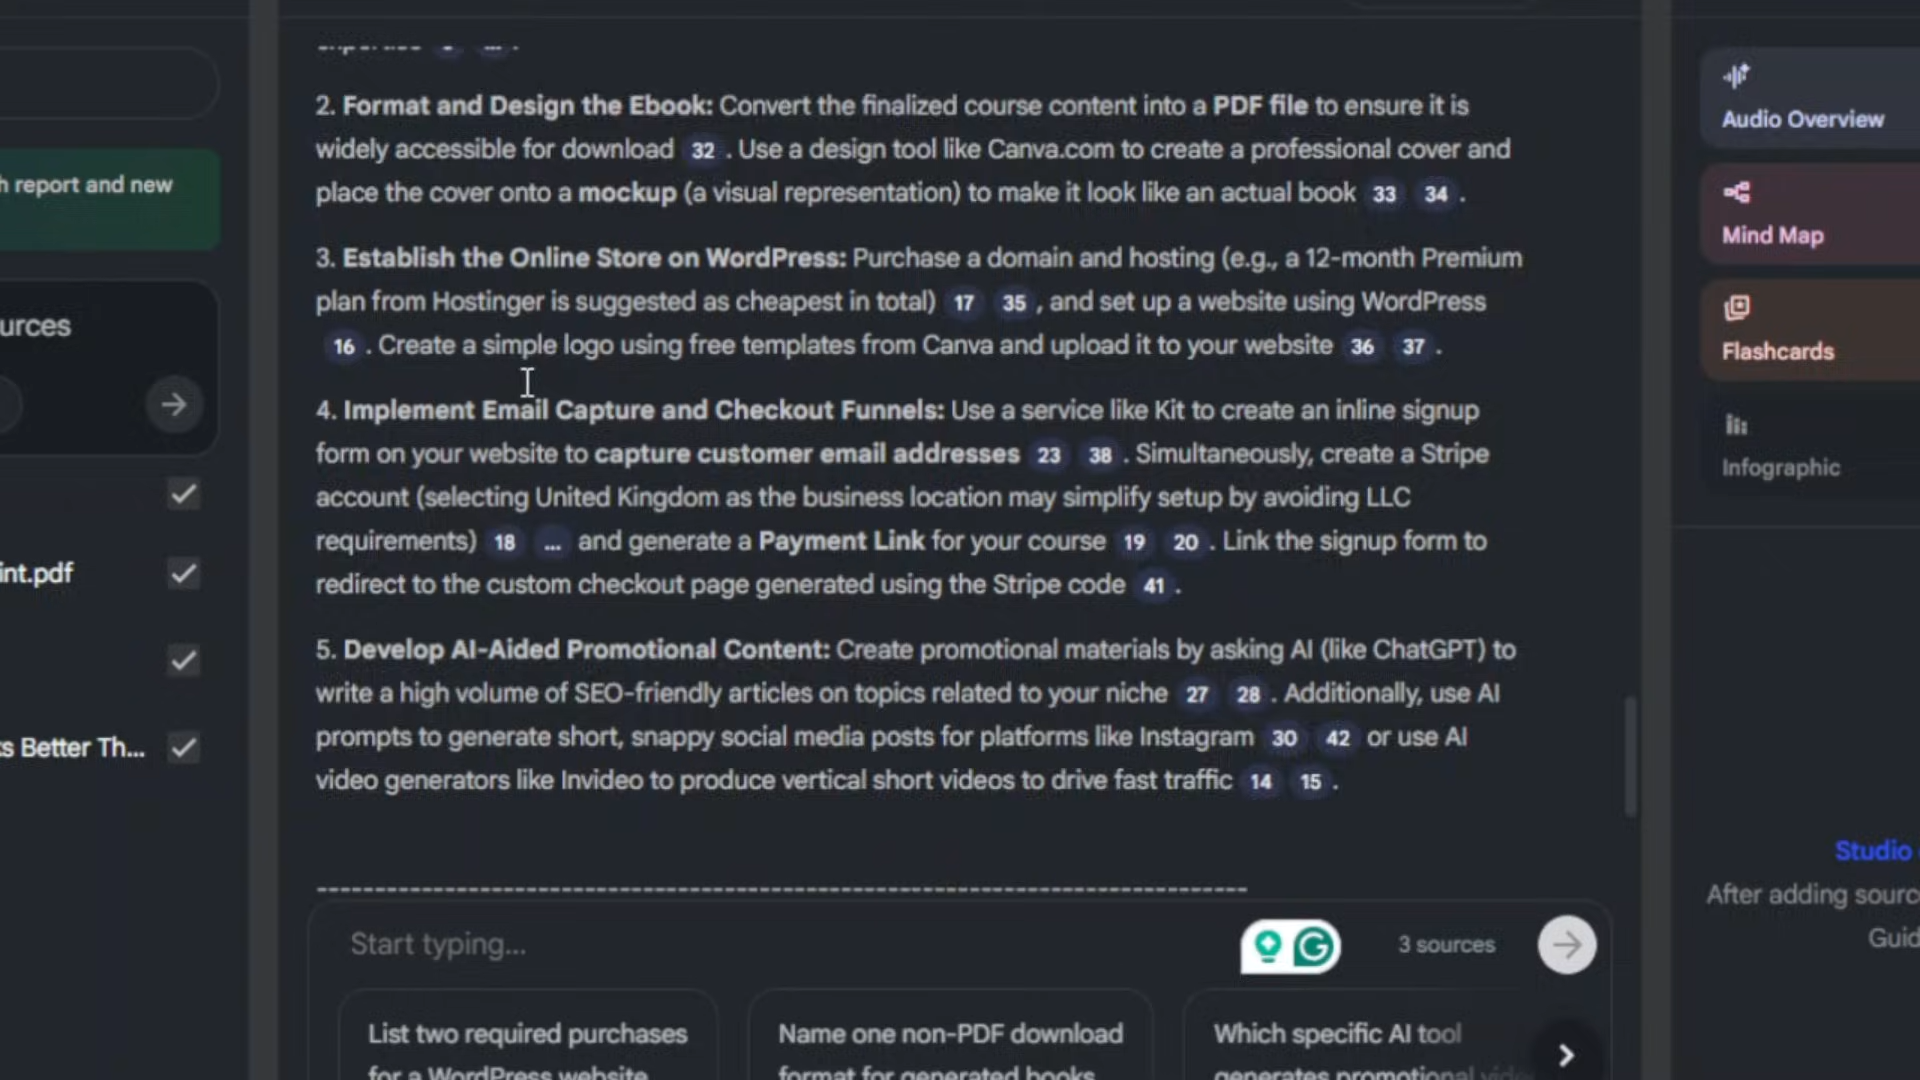 2. Format and Design the Ebook: Convert the finalized course content into a PDF file to ensure it is
widely accessible for download 32 . Use a design tool like Canva.com to create a professional cover and
place the cover onto a mockup (a visual representation) to make it look like an actual book 33 34 .
3. Establish the Online Store on WordPress: Purchase a domain and hosting (e.g., a 12-month Premium
plan from Hostinger is suggested as cheapest in total) 17 35 , and set up a website using WordPress
16 . Create a simple logo using free templates from Canva and upload it to your website 36 37 .
4. Implement Email Capture and Checkout Funnels: Use a service like Kit to create an inline signup
form on your website to capture customer email addresses 23 38 . Simultaneously, create a Stripe
account (selecting United Kingdom as the business location may simplify setup by avoiding LLC
requirements) 18 ... and generate a Payment Link for your course 19 20 . Link the signup form to
redirect to the custom checkout page generated using the Stripe code 41 .
5. Develop AI-Aided Promotional Content: Create promotional materials by asking AI (like ChatGPT) to
write a high volume of SEO-friendly articles on topics related to your niche 27 28 . Additionally, use AI
prompts to generate short, snappy social media posts for platforms like Instagram 30 42 or use AI
video generators like Invideo to produce vertical short videos to drive fast traffic 14 15 .
Start typing...
3 sources
List two required purchases
for a WordPress website
Name one non-PDF download
format for generated books
Which specific AI tool
generates promotional
h report and new
urces
int.pdf
s Better Th...
Audio Overview
Mind Map
Flashcards
Infographic
Studio
After adding sourc
Guid